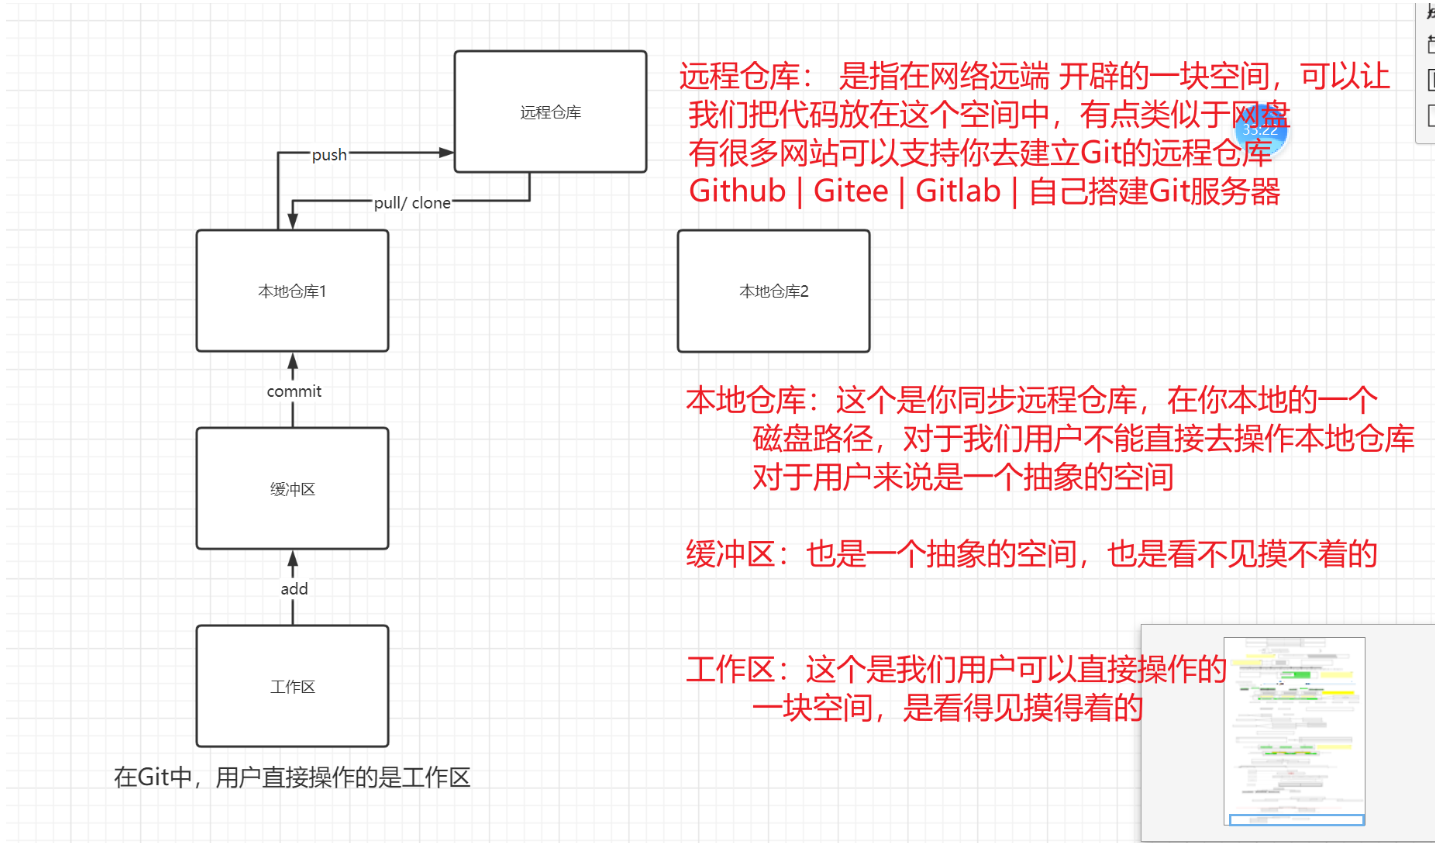 远程仓库
远程仓库： 是指在网络远端 开辟的一块空间，可以让
我们把代码放在这个空间中，有点类似于网盘
33:22
有很多网站可以支持你去建立Git的远程仓库
Github | Gitee | Gitlab | 自己搭建Git服务器
push
pull/ clone
本地仓库1
本地仓库2
commit
本地仓库：这个是你同步远程仓库，在你本地的一个
磁盘路径，对于我们用户不能直接去操作本地仓库
对于用户来说是一个抽象的空间
缓冲区
缓冲区：也是一个抽象的空间，也是看不见摸不着的
add
工作区
工作区：这个是我们用户可以直接操作的
一块空间，是看得见摸得着的
在Git中，用户直接操作的是工作区